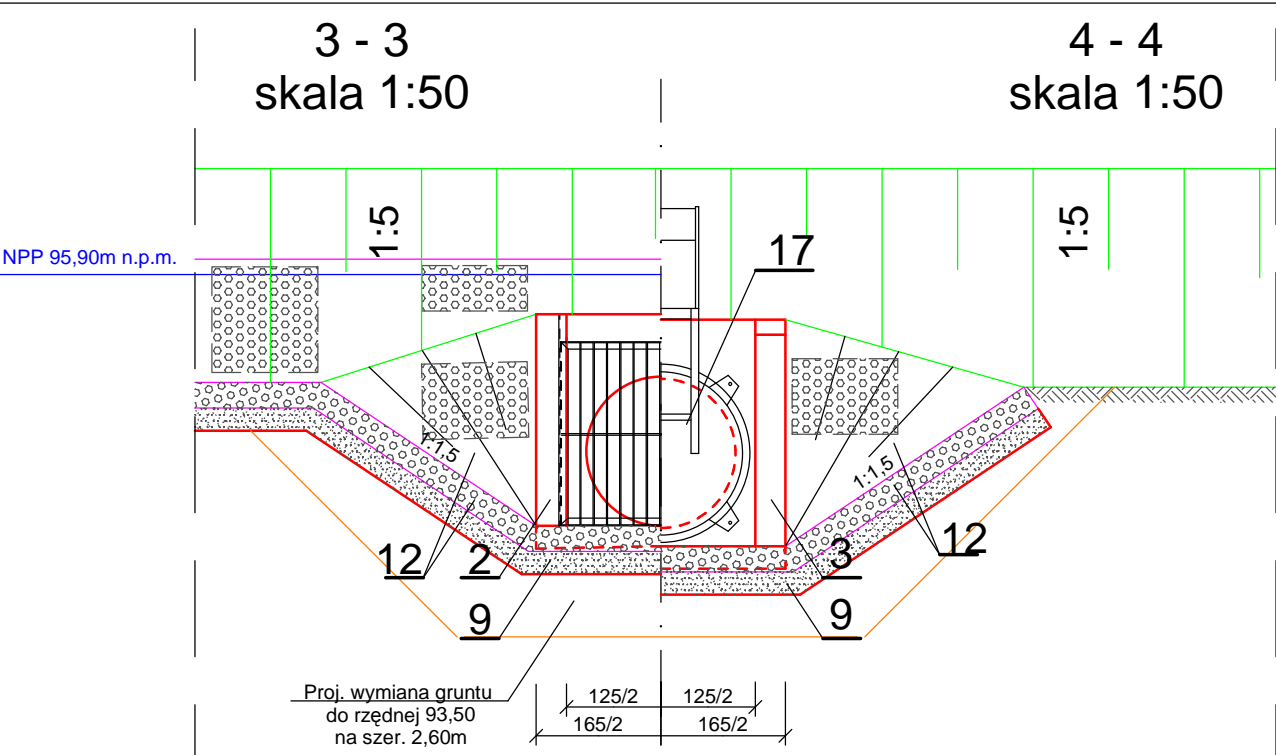 3 - 3
skala 1:50
4 - 4
skala 1:50
1:5
1:5
NPP 95,90m n.p.m.
17
1:1,5
1:1,5
12
2
3
12
9
9
Proj. wymiana gruntu
do rzędnej 93,50
na szer. 2,60m
125/2
125/2
165/2
165/2